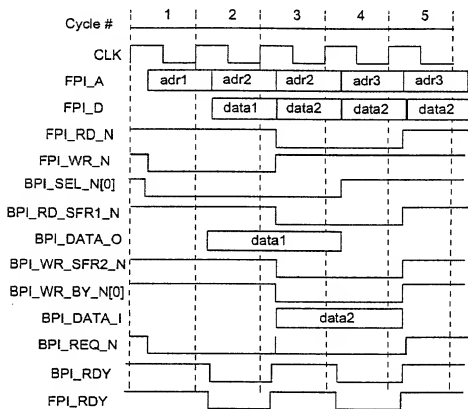 Cycle # 1 2 3 4 5
CLK
FPI_A adr1 adr2 adr2 adr3 adr3
FPI_D data1 data2 data2 data2
FPI_RD_N
FPI_WR_N
BPI_SEL_N[0]
BPI_RD_SFR1_N
BPI_DATA_O data1
BPI_WR_SFR2_N
BPI_WR_BY_N[0]
BPI_DATA_I data2
BPI_REQ_N
BPI_RDY
FPI_RDY